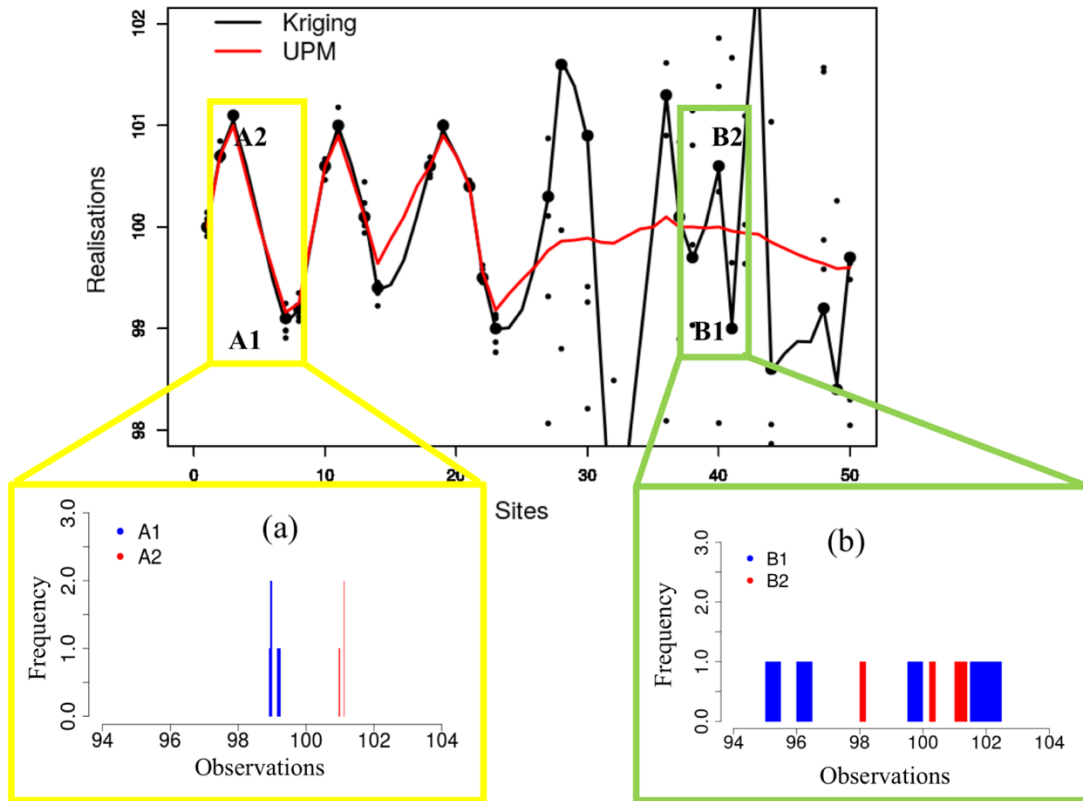 102
101
100
99
98
Realisations
Kriging
UPM
A2
A1
B2
B1
0 10 20 30 40 50
Sites
(a)
A1
A2
3.0
2.0
1.0
0.0
Frequency
94 96 98 100 102 104
Observations
(b)
B1
B2
3.0
2.0
1.0
0.0
Frequency
94 96 98 100 102 104
Observations